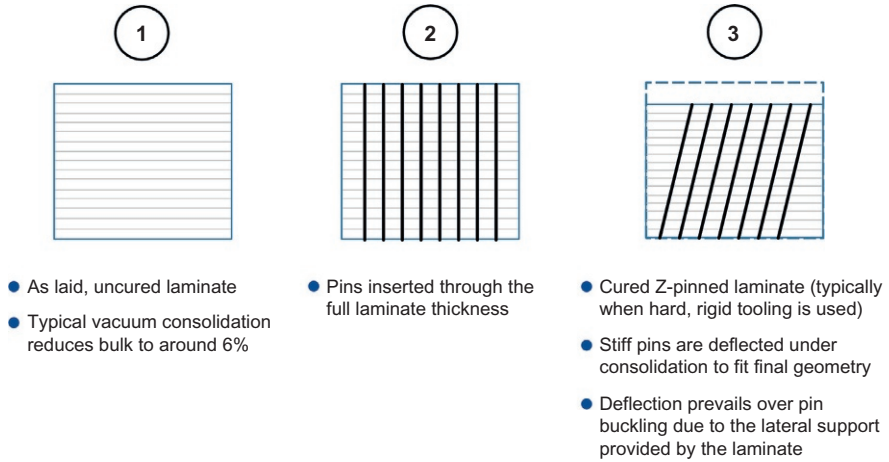 1
2
3
As laid, uncured laminate
Typical vacuum consolidation
reduces bulk to around 6%
Pins inserted through the
full laminate thickness
Cured Z-pinned laminate (typically
when hard, rigid tooling is used)
Stiff pins are deflected under
consolidation to fit final geometry
Deflection prevails over pin
buckling due to the lateral support
provided by the laminate